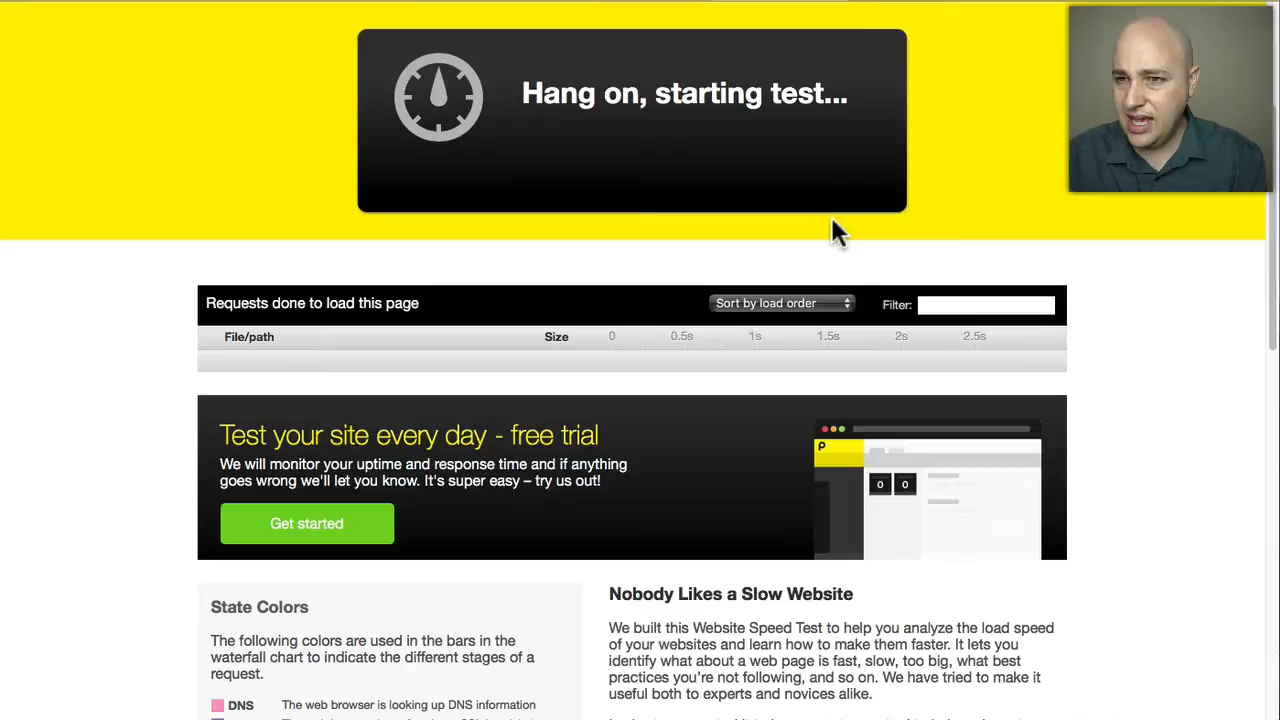 Hang on, starting test...
Requests done to load this page
Sort by load order
Filter:
File/path
Size
0
0.5s
1s
1.5s
2s
2.5s
Test your site every day - free trial
We will monitor your uptime and response time and if anything
goes wrong we'll let you know. It's super easy – try us out!
Get started
P
0 0
State Colors
The following colors are used in the bars in the
waterfall chart to indicate the different stages of a
request.
DNS The web browser is looking up DNS information
Nobody Likes a Slow Website
We built this Website Speed Test to help you analyze the load speed
of your websites and learn how to make them faster. It lets you
identify what about a web page is fast, slow, too big, what best
practices you're not following, and so on. We have tried to make it
useful both to experts and novices alike.